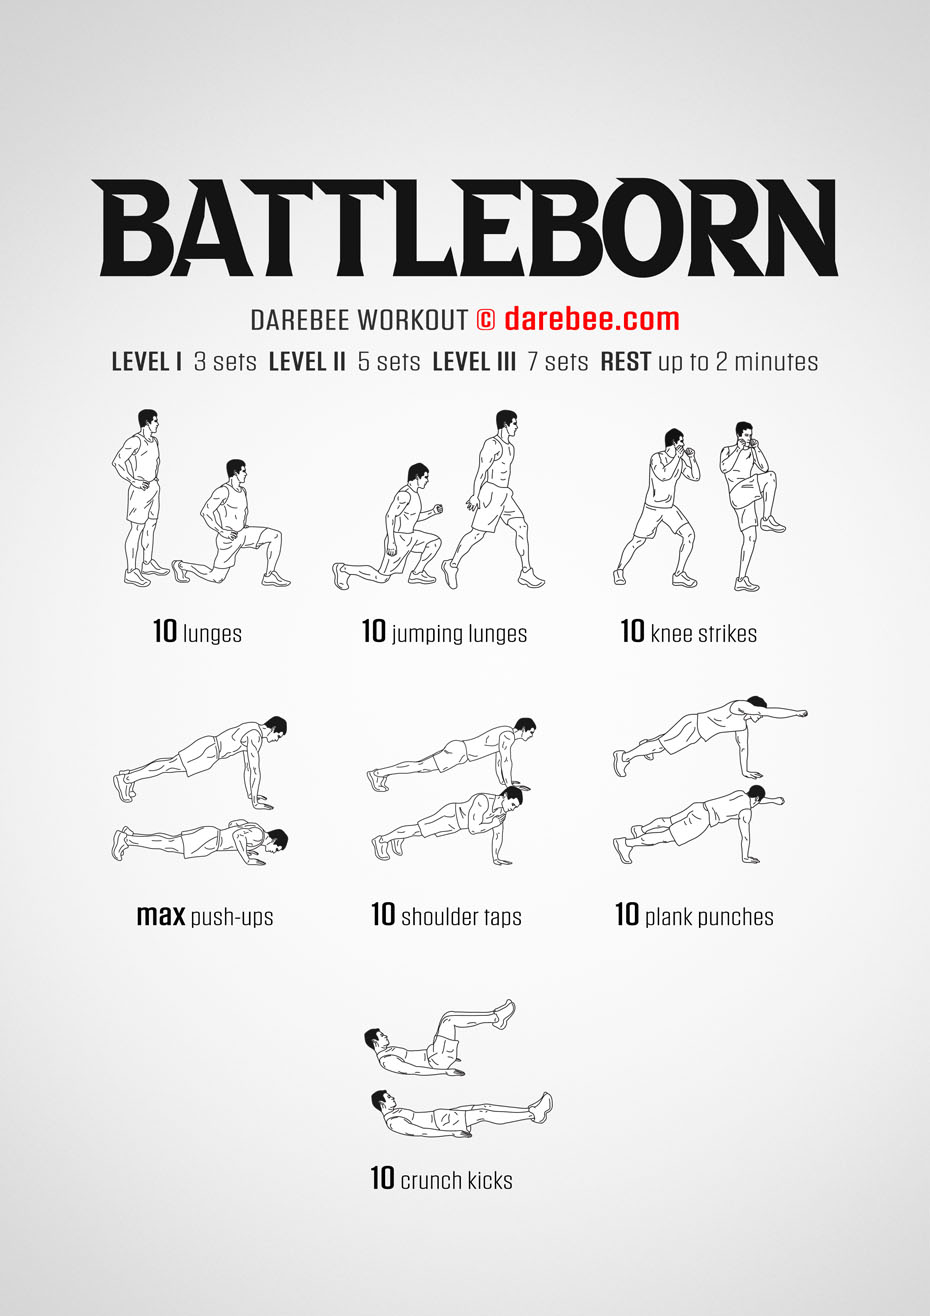 BATTLEBORN
DAREBEE WORKOUT © darebee.com
LEVEL I 3 sets LEVEL II 5 sets LEVEL III 7 sets REST up to 2 minutes
10 lunges
10 jumping lunges
10 knee strikes
max push-ups
10 shoulder taps
10 plank punches
10 crunch kicks